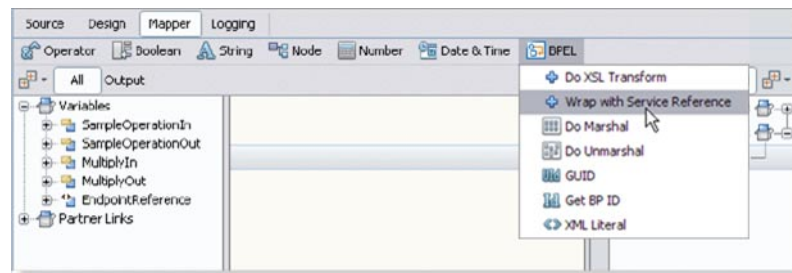 Source Design Mapper Logging
Operator Boolean String Node Number Date & Time BPEL
All Output
Do XSL Transform
Variables
Wrap with Service Reference
SampleOperationIn
Do Marshal
SampleOperationOut
Do Unmarshal
MultiplyIn
GUID
MultiplyOut
Get BP ID
EndpointReference
XML Literal
Partner Links